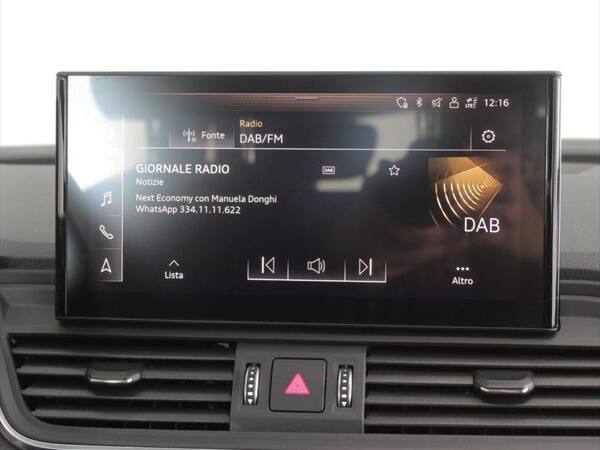 LTE
12:16
Radio
Fonte
DAB/FM
GIORNALE RADIO
DAB
Notizie
Next Economy con Manuela Donghi
WhatsApp 334.11.11.622
DAB
Lista
Altro